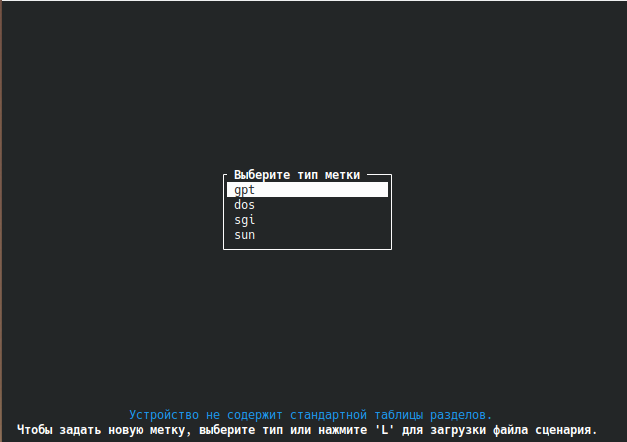 Выберите тип метки
gpt
dos
sgi
sun
Устройство не содержит стандартной таблицы разделов.
Чтобы задать новую метку, выберите тип или нажмите 'L' для загрузки файла сценария.